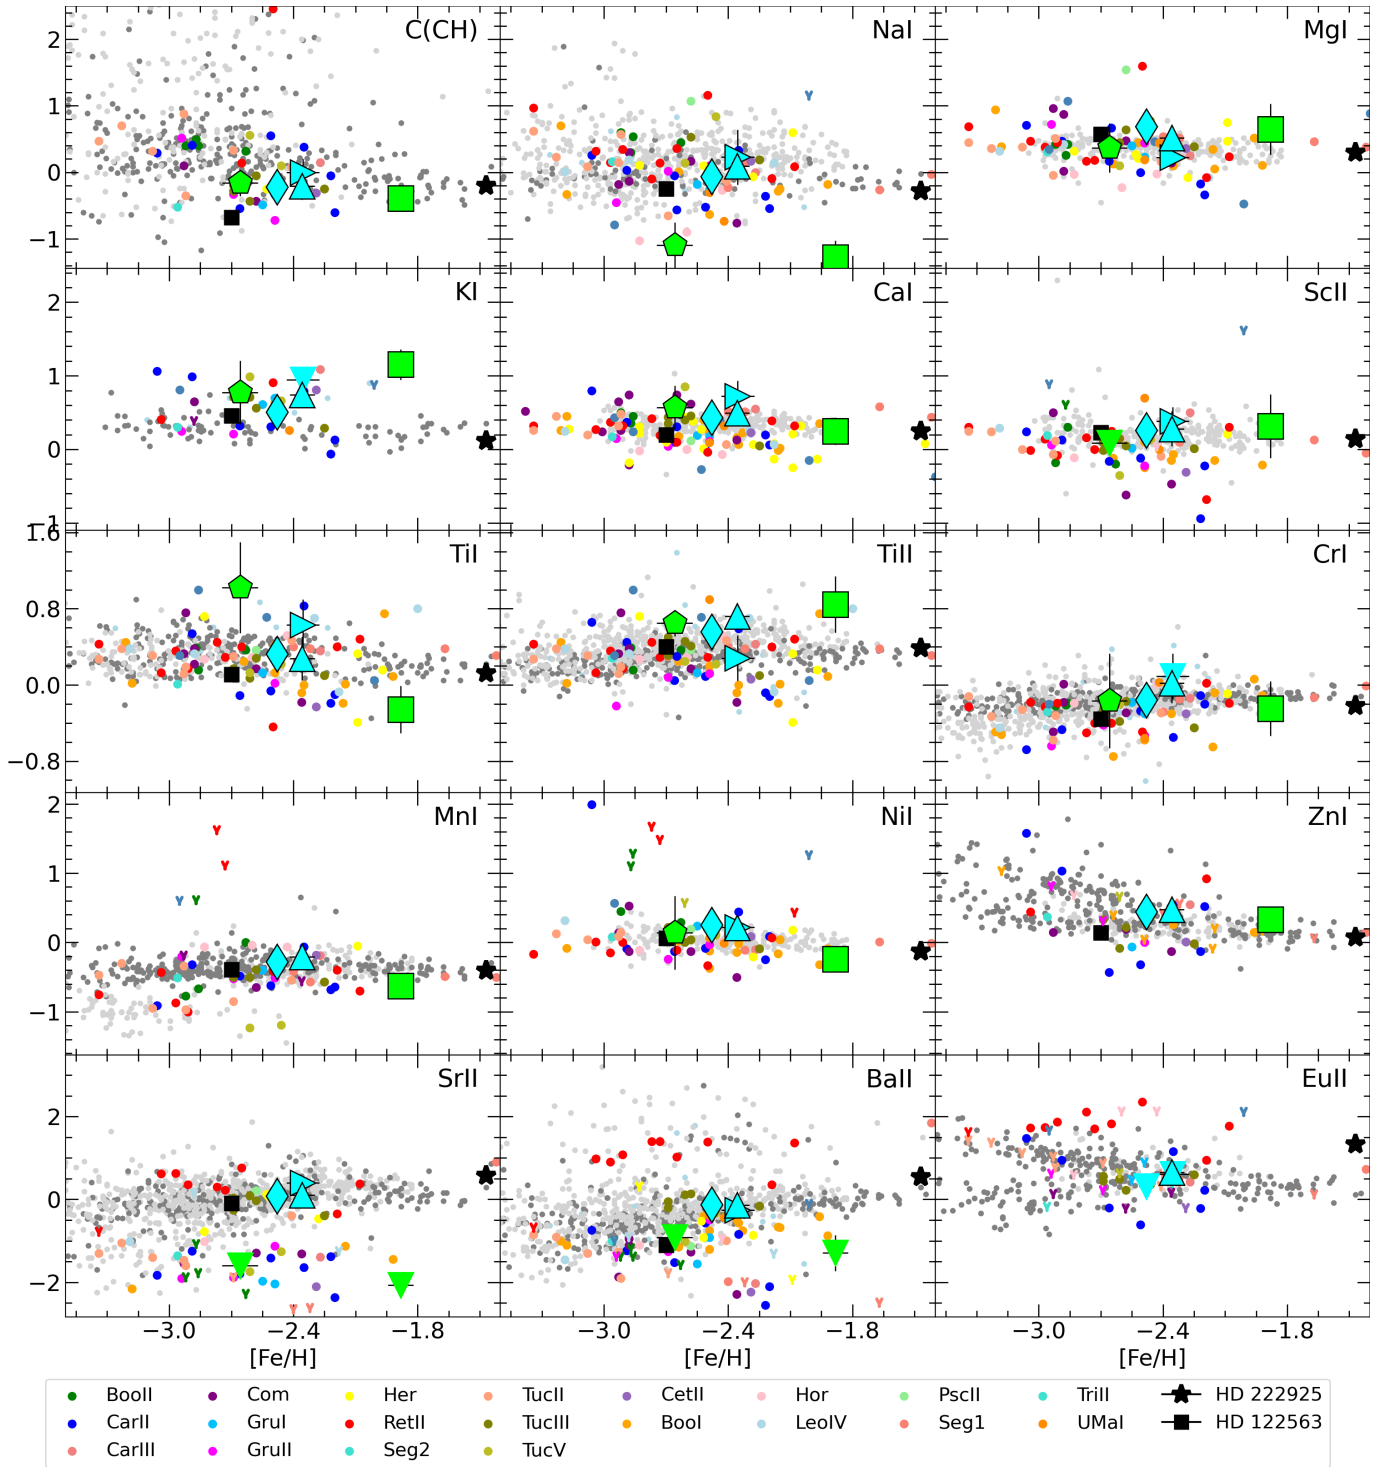 C(CH) NaI MgI
2
1
0
−1
KI CaI ScII
2
1
0
−1
1.6
TiI TiII CrI
0.8
0.0
−0.8
MnI NiI ZnI
2
1
0
−1
SrII BaII EuII
2
0
−2
−3.0 −2.4 −1.8 −3.0 −2.4 −1.8 −3.0 −2.4 −1.8
[Fe/H] [Fe/H] [Fe/H]
BooII Com Her TucII CetII Hor PscII TriII HD 222925
CarII GruI RetII TucIII BooI LeoIV Seg1 UMaI HD 122563
CarIII GruII Seg2 TucV